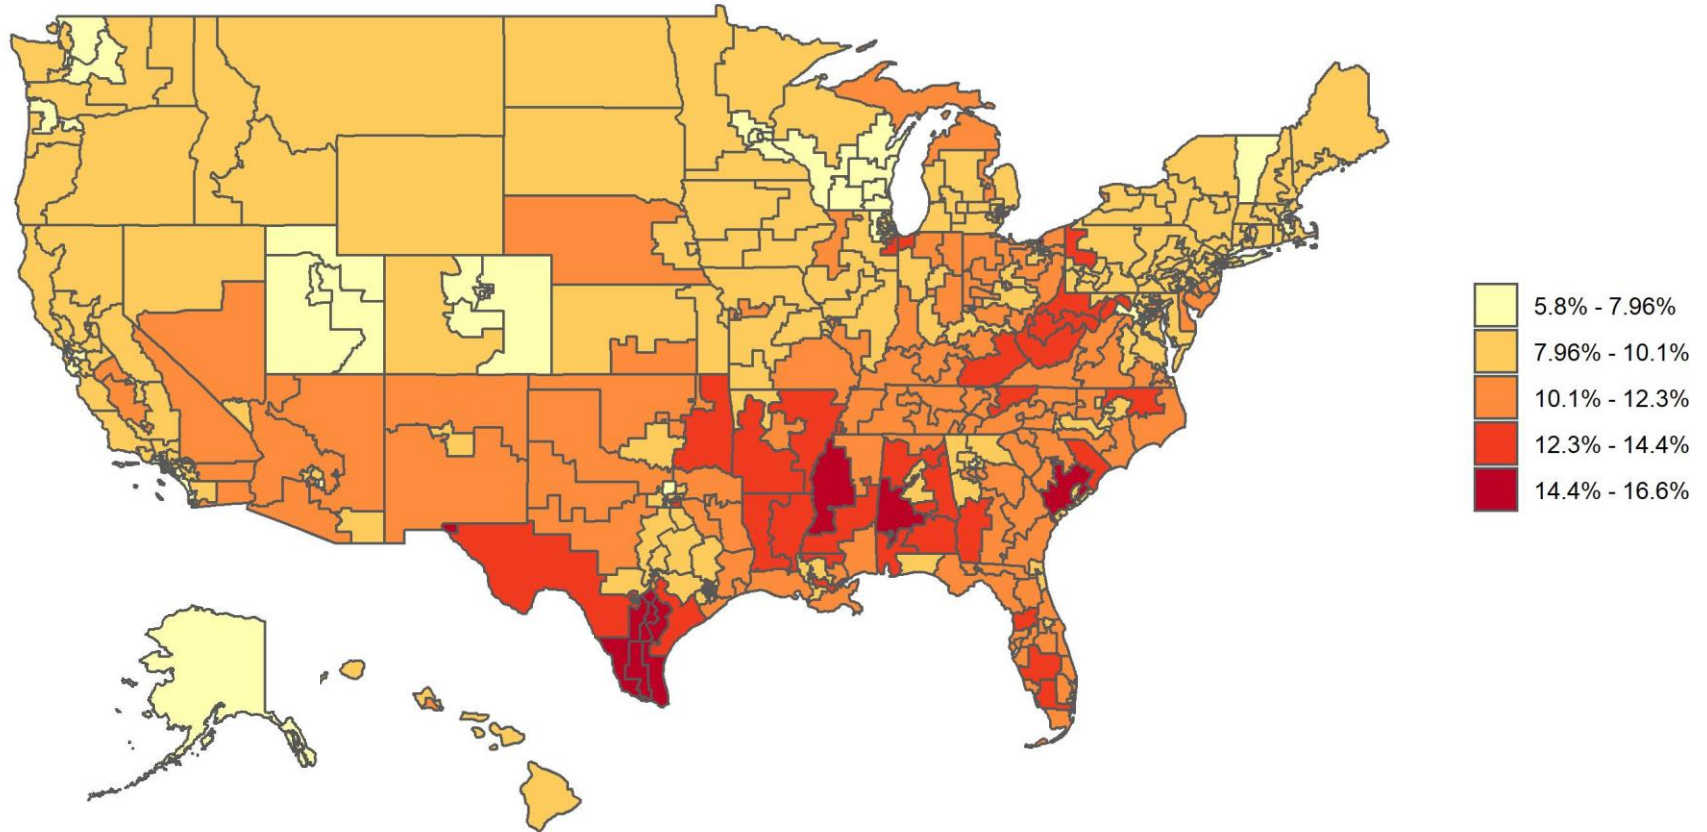 5.8% - 7.96%
7.96% - 10.1%
10.1% - 12.3%
12.3% - 14.4%
14.4% - 16.6%